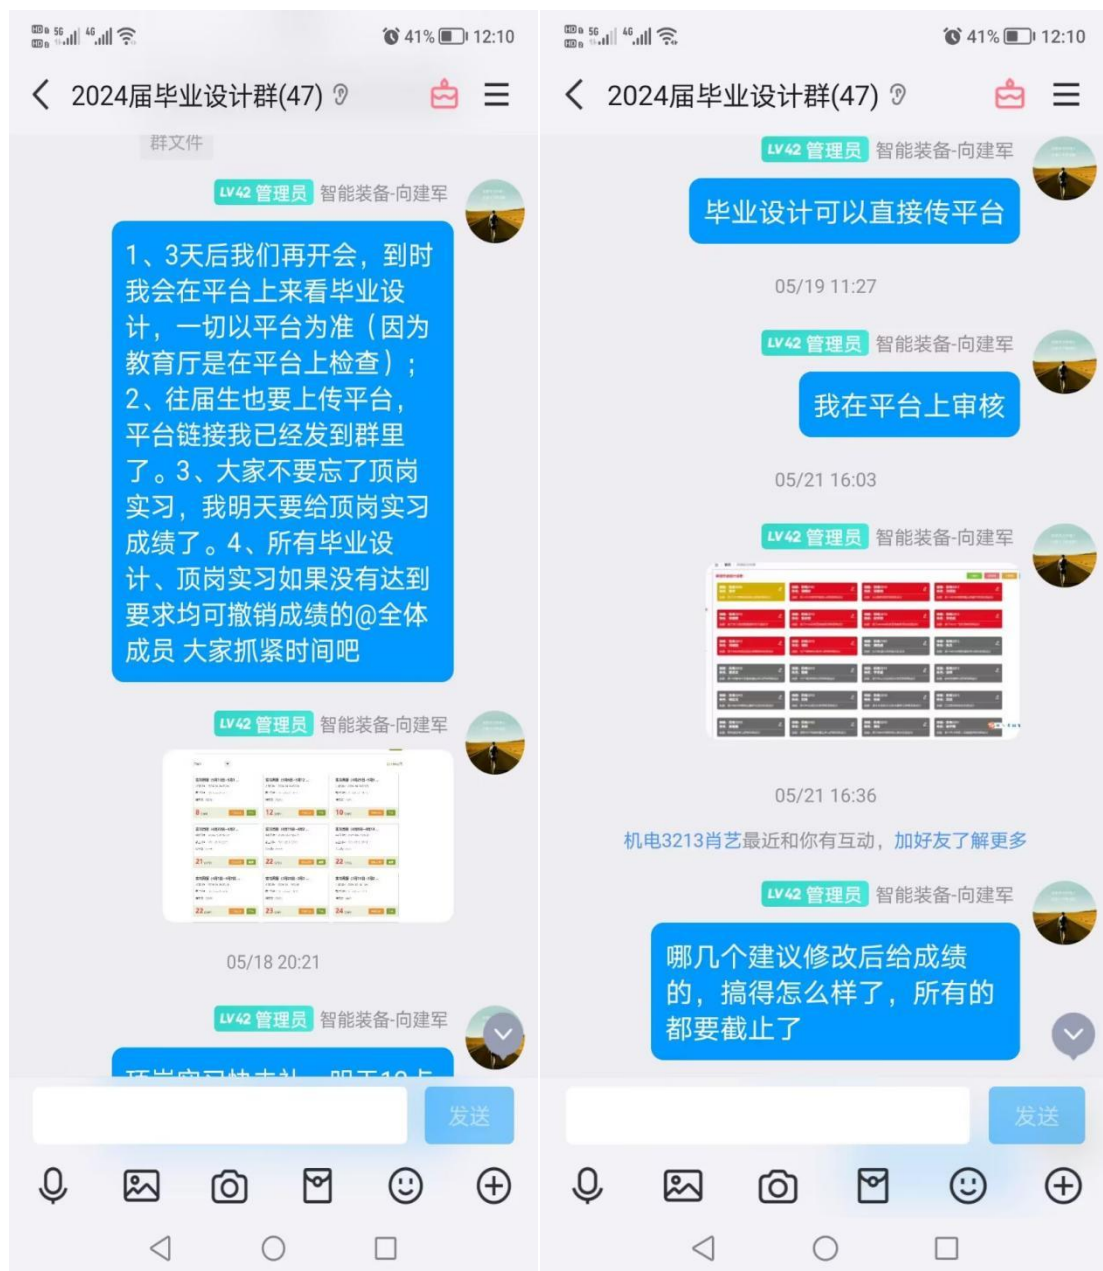 41% 12:10
2024届毕业设计群(47)
群文件
LV42 管理员 智能装备-向建军
1、3天后我们再开会，到时
我会在平台上来看毕业设
计，一切以平台为准（因为
教育厅是在平台上检查）；
2、往届生也要上传平台，
平台链接我已经发到群里
了。3、大家不要忘了顶岗
实习，我明天要给顶岗实习
成绩了。4、所有毕业设
计、顶岗实习如果没有达到
要求均可撤销成绩的@全体
成员 大家抓紧时间吧
LV42 管理员 智能装备-向建军
05/18 20:21
LV42 管理员 智能装备-向建军
发送
41% 12:10
2024届毕业设计群(47)
LV42 管理员 智能装备-向建军
毕业设计可以直接传平台
05/19 11:27
LV42 管理员 智能装备-向建军
我在平台上审核
05/21 16:03
LV42 管理员 智能装备-向建军
05/21 16:36
机电3213肖艺最近和你有互动，加好友了解更多
LV42 管理员 智能装备-向建军
哪几个建议修改后给成绩
的，搞得怎么样了，所有的
都要截止了
发送